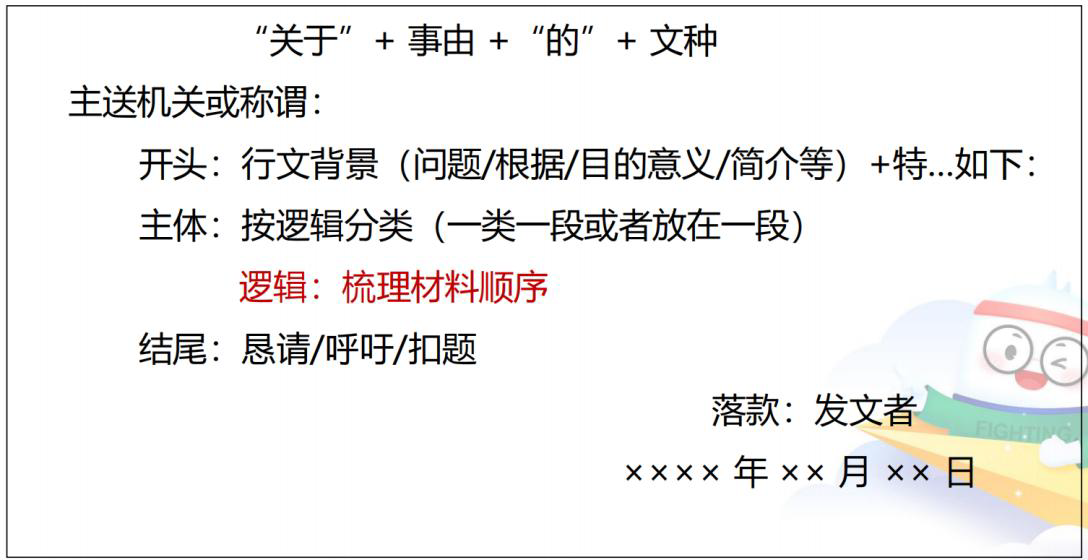 “关于” + 事由 + “的” + 文种
主送机关或称谓：
开头：行文背景（问题/根据/目的意义/简介等）+特…如下：
主体：按逻辑分类（一类一段或者放在一段）
逻辑：梳理材料顺序
结尾：恳请/呼吁/扣题
落款：发文者
FIGHTING
×××× 年 ×× 月 ×× 日